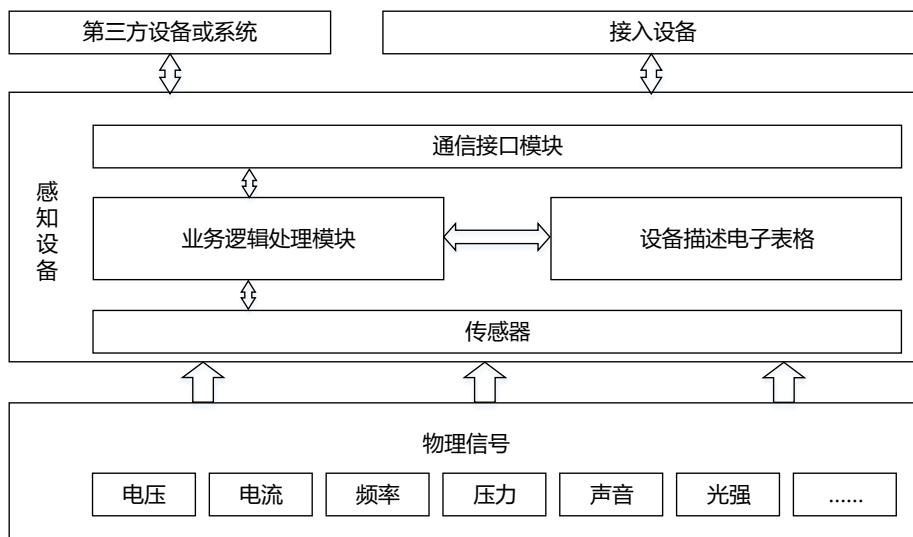 第三方设备或系统
接入设备
通信接口模块
感知设备
业务逻辑处理模块
设备描述电子表格
传感器
物理信号
电压
电流
频率
压力
声音
光强
......